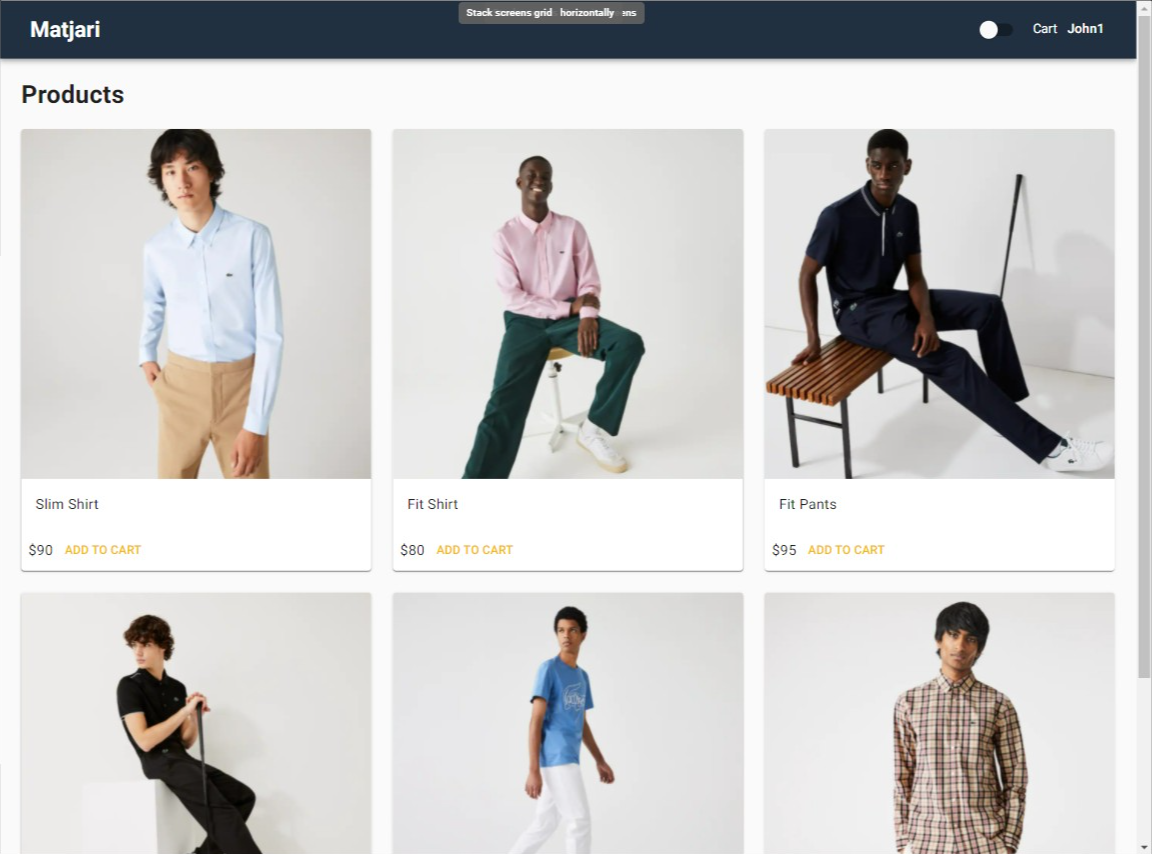 Stack screens grid horizontally ens
Matjari
Cart John1
Products
Slim Shirt
$90 ADD TO CART
Fit Shirt
$80 ADD TO CART
Fit Pants
$95 ADD TO CART